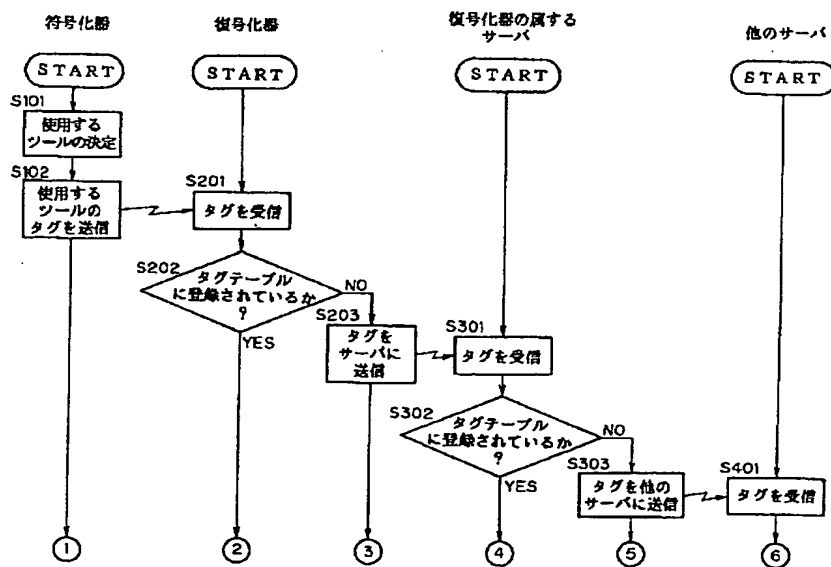 符号化器
復号化器
復号化器の属する
サーバ
他のサーバ
START
START
START
START
S101
使用する
ツールの決定
S102
使用する
ツールの
タグを送信
S201
タグを受信
S202
タグテーブル
に登録されているか
?
NO
YES
S203
タグを
サーバに
送信
S301
タグを受信
S302
タグテーブル
に登録されているか
?
NO
YES
S303
タグを他の
サーバに送信
S401
タグを受信
1
2
3
4
5
6